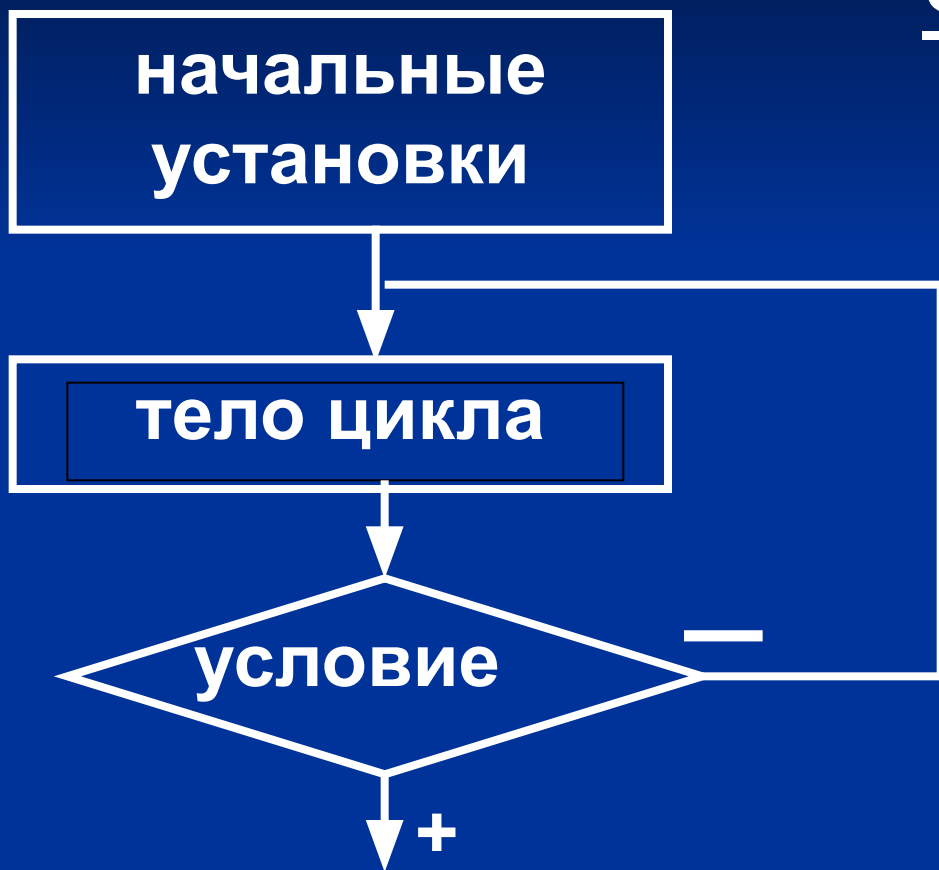 начальные
установки
тело цикла
условие
—
+